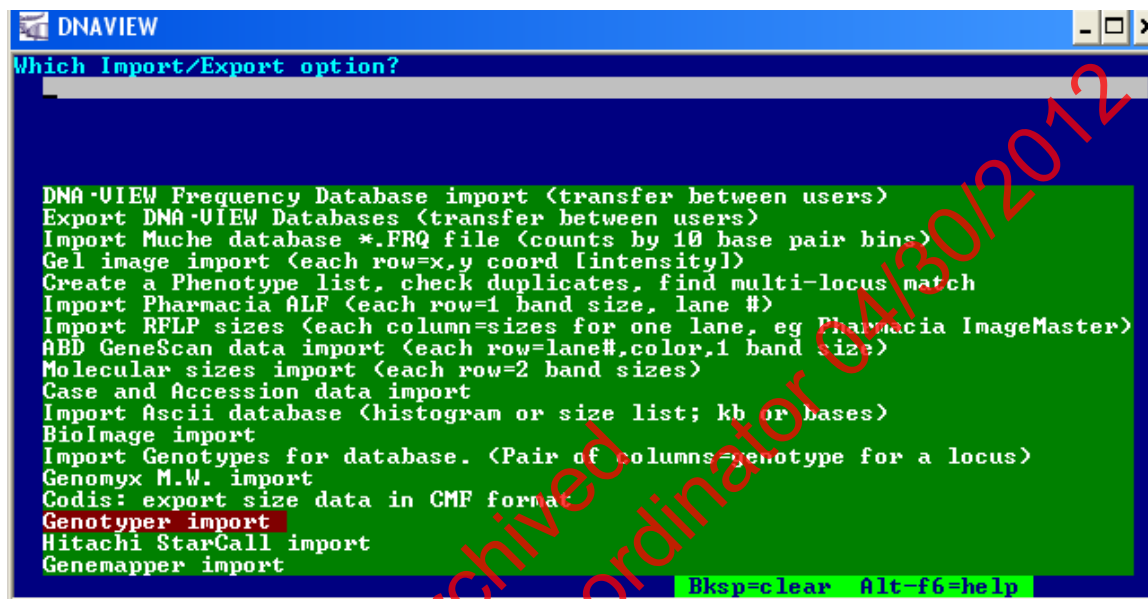 DNAVIEW
Which Import/Export option?
DNA·VIEW Frequency Database import (transfer between users)
Export DNA·VIEW Databases (transfer between users)
Import Muche database *.FRQ file (counts by 10 base pair bins)
Gel image import (each row=x,y coord [intensity])
Create a Phenotype list, check duplicates, find multi-locus match
Import Pharmacia ALF (each row=1 band size, lane #)
Import RFLP sizes (each column=sizes for one lane, eg Pharmacia ImageMaster)
ABD GeneScan data import (each row=lane#,color,1 band size)
Molecular sizes import (each row=2 band sizes)
Case and Accession data import
Import Ascii database (histogram or size list; kb or bases)
BioImage import
Import Genotypes for database. (Pair of columns=genotype for a locus)
Genomyx M.W. import
Codis: export size data in CMF format
Genotyper import
Hitachi StarCall import
Genemapper import
Bksp=clear Alt-f6=help
04/30/2012